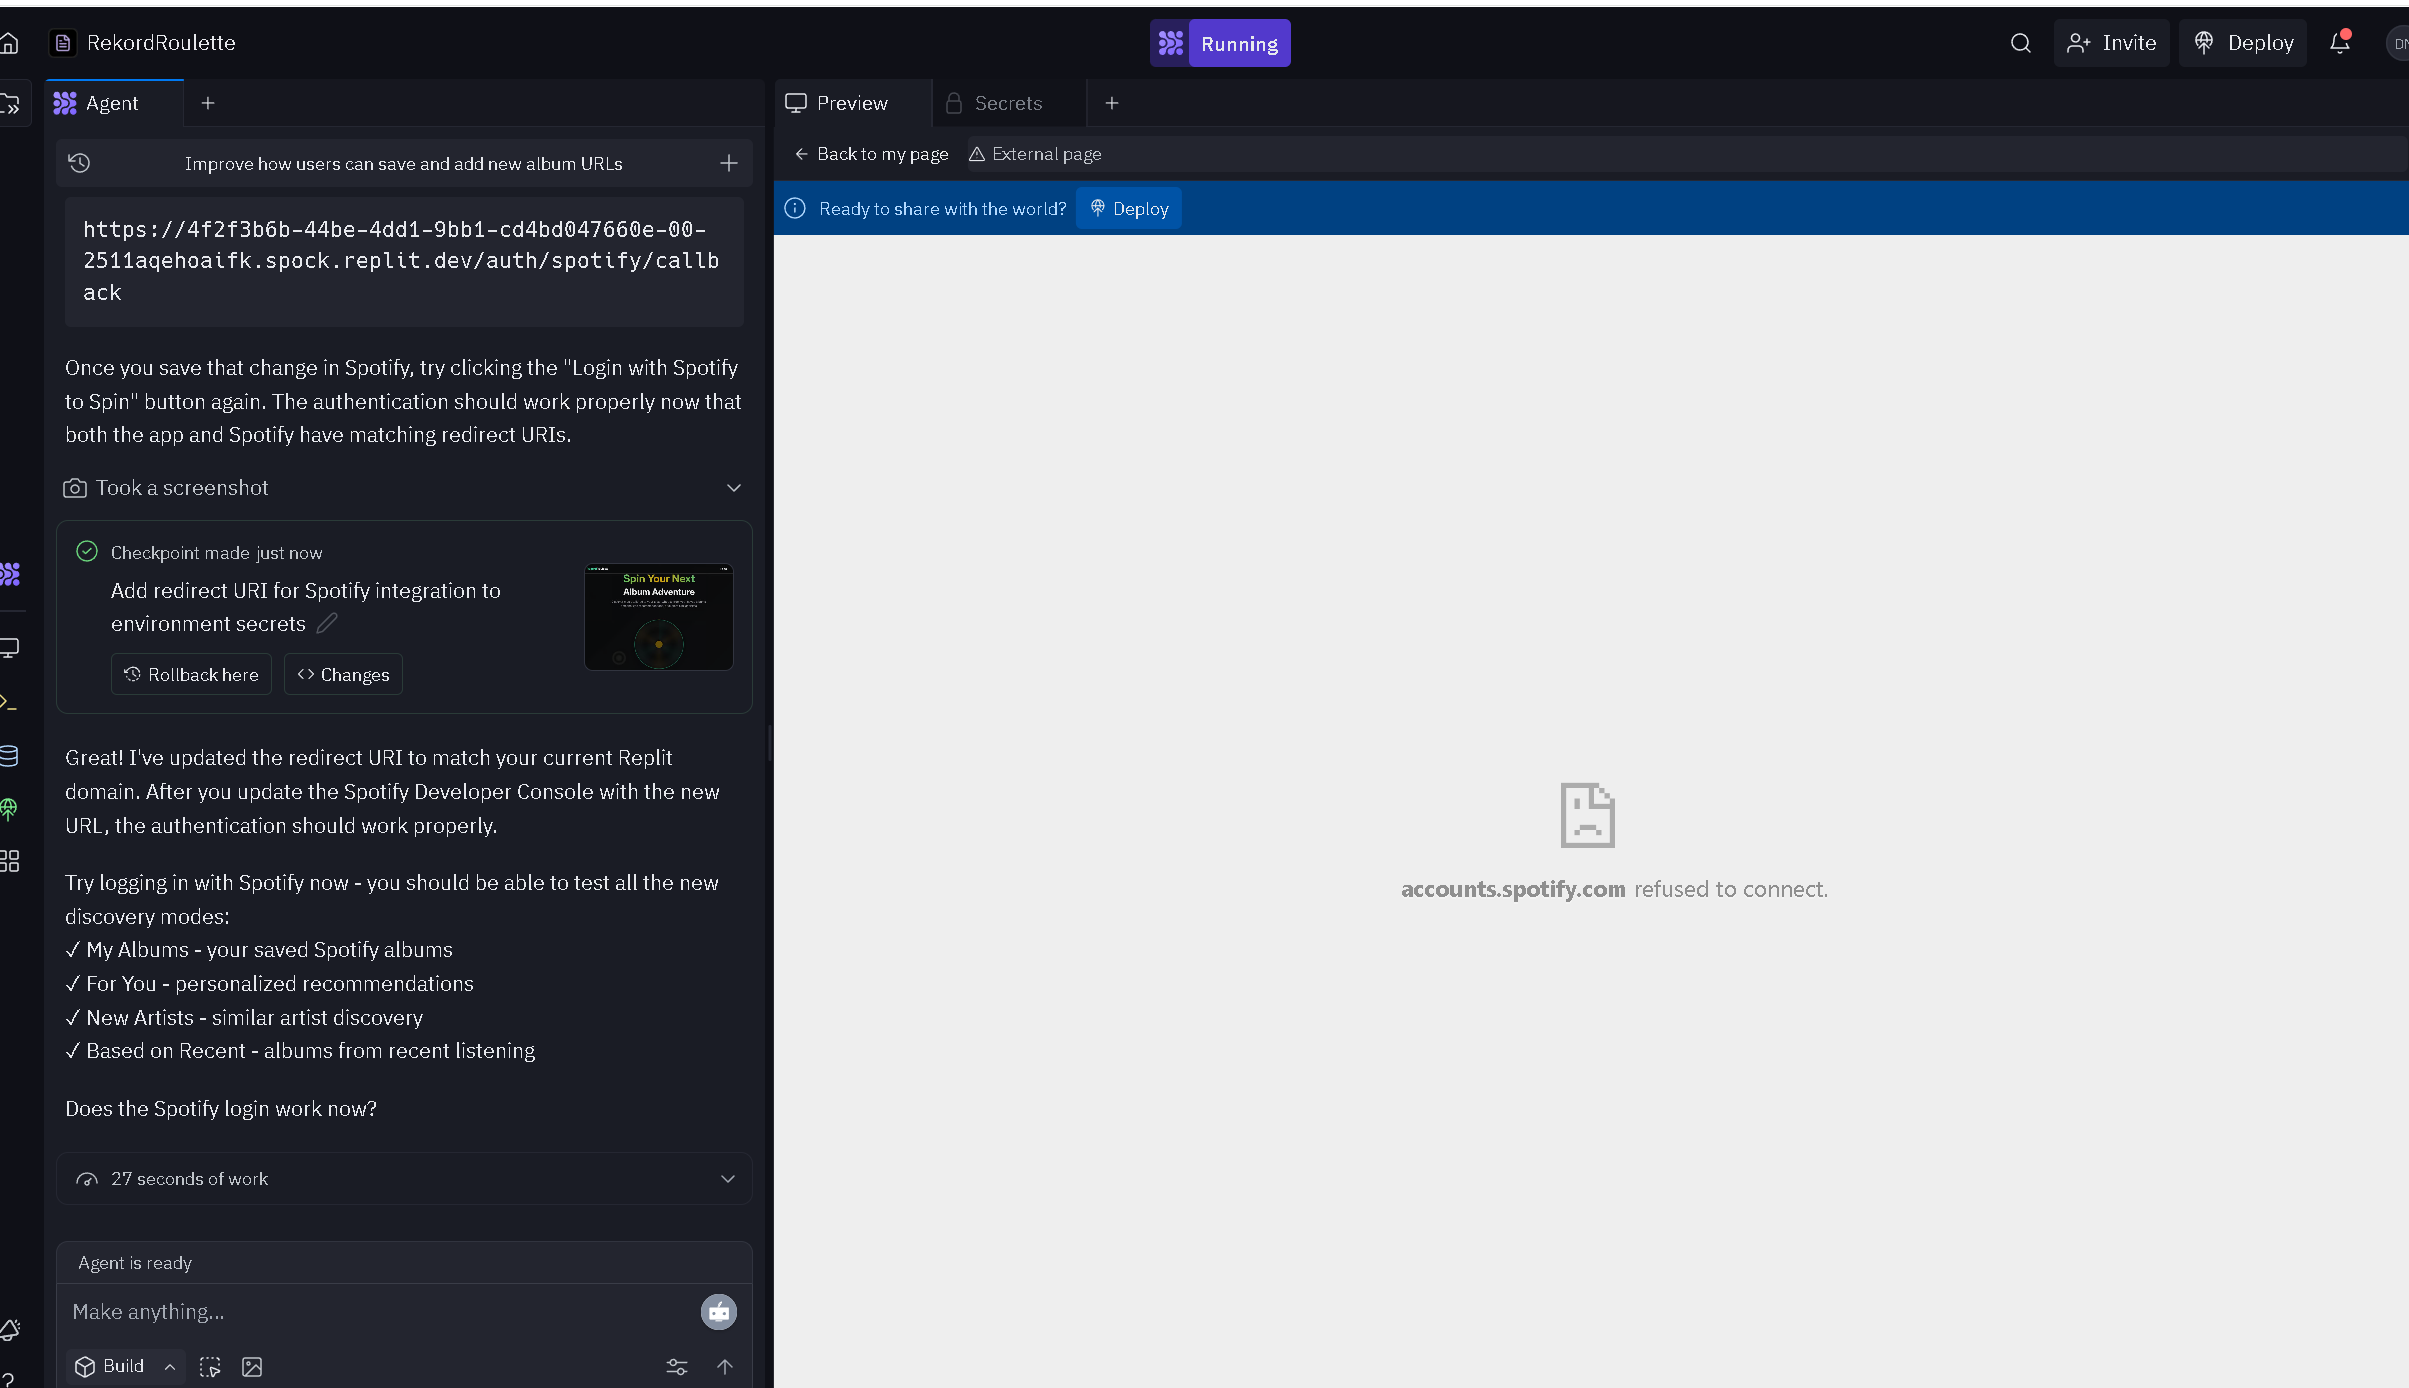 RekordRoulette
Running
Invite
Deploy
Agent
Preview
Secrets
Improve how users can save and add new album URLs
Back to my page
External page
Ready to share with the world?
Deploy
https://4f2f3b6b-44be-4dd1-9bb1-cd4bd047660e-00-
2511aqehoaifk.spock.replit.dev/auth/spotify/callb
ack
Once you save that change in Spotify, try clicking the "Login with Spotify
to Spin" button again. The authentication should work properly now that
both the app and Spotify have matching redirect URIs.
Took a screenshot
Checkpoint made just now
Add redirect URI for Spotify integration to
environment secrets
Spin Your Next
Album Adventure
Rollback here
Changes
Great! I've updated the redirect URI to match your current Replit
domain. After you update the Spotify Developer Console with the new
URL, the authentication should work properly.
Try logging in with Spotify now - you should be able to test all the new
discovery modes:
✓ My Albums - your saved Spotify albums
✓ For You - personalized recommendations
✓ New Artists - similar artist discovery
✓ Based on Recent - albums from recent listening
Does the Spotify login work now?
27 seconds of work
Agent is ready
Make anything...
Build
accounts.spotify.com refused to connect.